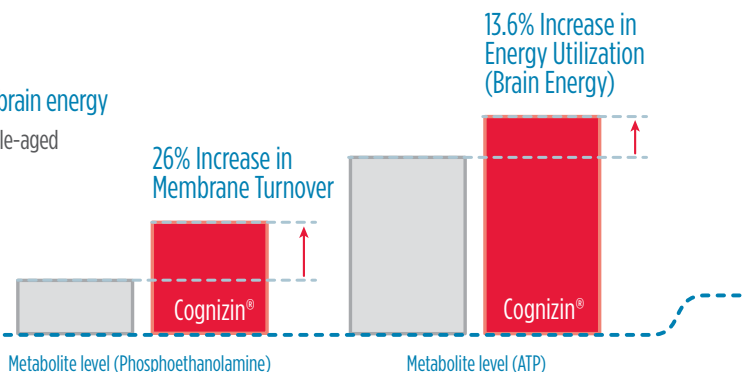 13.6% Increase in
Energy Utilization
(Brain Energy)
brain energy
le-aged
26% Increase in
Membrane Turnover
Cognizin®
Cognizin®
Metabolite level (Phosphoethanolamine)
Metabolite level (ATP)